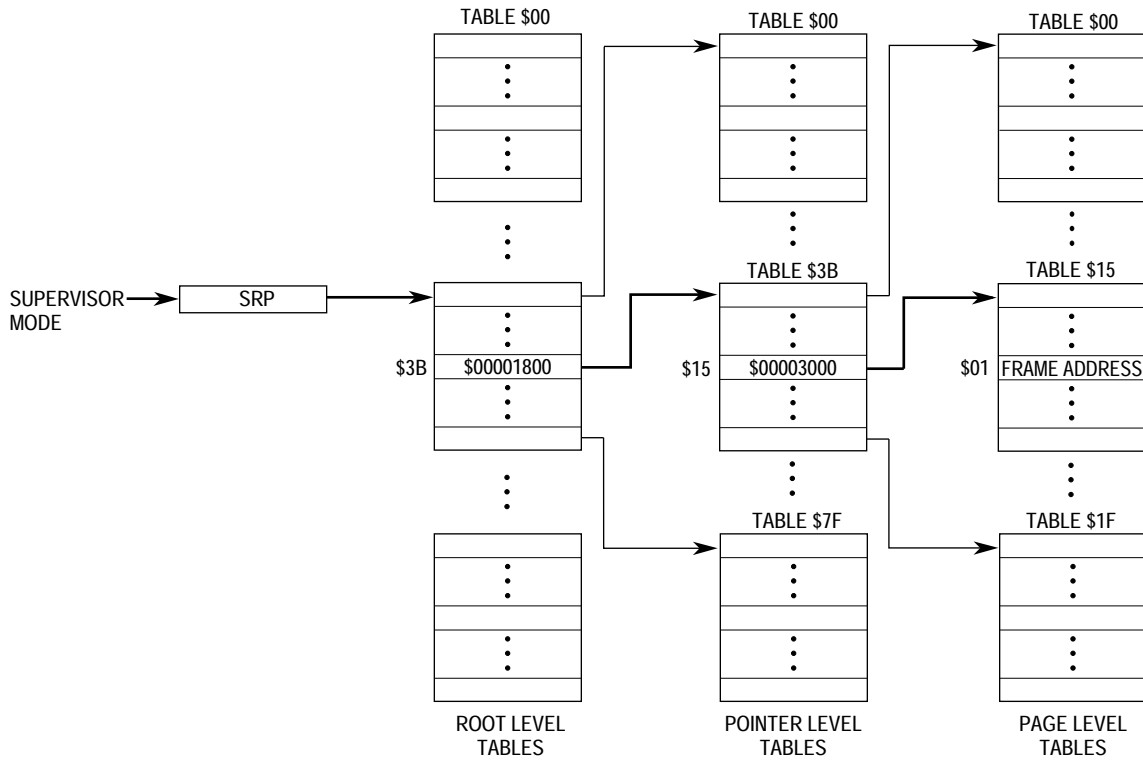 TABLE $00
TABLE $00
TABLE $00
TABLE $3B
TABLE $15
SUPERVISOR
MODE
SRP
$3B
$00001800
$15
$00003000
$01
FRAME ADDRESS
TABLE $7F
TABLE $1F
ROOT LEVEL
TABLES
POINTER LEVEL
TABLES
PAGE LEVEL
TABLES